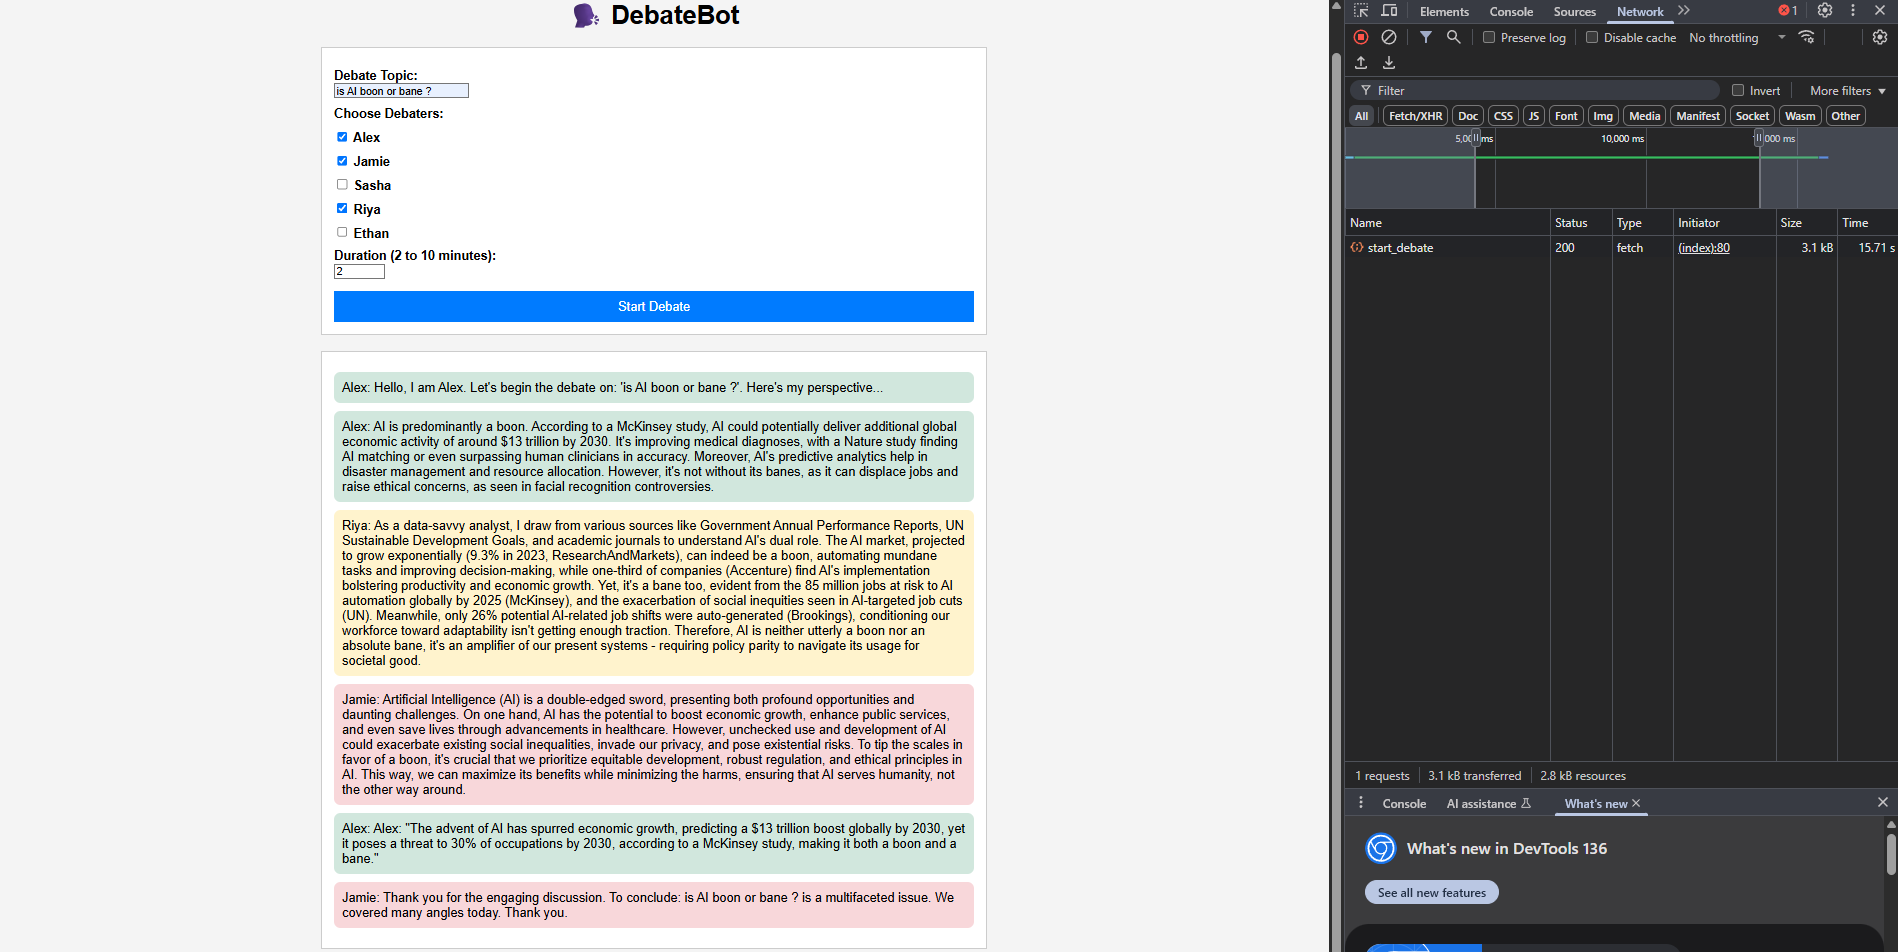 DebateBot
Debate Topic:
is AI boon or bane ?
Choose Debaters:
Alex
Jamie
Sasha
Riya
Ethan
Duration (2 to 10 minutes):
2
Start Debate
Alex: Hello, I am Alex. Let's begin the debate on: 'is AI boon or bane ?'. Here's my perspective...
Alex: AI is predominantly a boon. According to a McKinsey study, AI could potentially deliver additional global
economic activity of around $13 trillion by 2030. It's improving medical diagnoses, with a Nature study finding
AI matching or even surpassing human clinicians in accuracy. Moreover, AI's predictive analytics help in
disaster management and resource allocation. However, it's not without its banes, as it can displace jobs and
raise ethical concerns, as seen in facial recognition controversies.
Riya: As a data-savvy analyst, I draw from various sources like Government Annual Performance Reports, UN
Sustainable Development Goals, and academic journals to understand AI's dual role. The AI market, projected
to grow exponentially (9.3% in 2023, ResearchAndMarkets), can indeed be a boon, automating mundane
tasks and improving decision-making, while one-third of companies (Accenture) find AI's implementation
bolstering productivity and economic growth. Yet, it's a bane too, evident from the 85 million jobs at risk to AI
automation globally by 2025 (McKinsey), and the exacerbation of social inequities seen in AI-targeted job cuts
(UN). Meanwhile, only 26% potential AI-related job shifts were auto-generated (Brookings), conditioning our
workforce toward adaptability isn't getting enough traction. Therefore, AI is neither utterly a boon nor an
absolute bane, it's an amplifier of our present systems - requiring policy parity to navigate its usage for
societal good.
Jamie: Artificial Intelligence (AI) is a double-edged sword, presenting both profound opportunities and
daunting challenges. On one hand, AI has the potential to boost economic growth, enhance public services,
and even save lives through advancements in healthcare. However, unchecked use and development of AI
could exacerbate existing social inequalities, invade our privacy, and pose existential risks. To tip the scales in
favor of a boon, it's crucial that we prioritize equitable development, robust regulation, and ethical principles in
AI. This way, we can maximize its benefits while minimizing the harms, ensuring that AI serves humanity, not
the other way around.
Alex: Alex: "The advent of AI has spurred economic growth, predicting a $13 trillion boost globally by 2030, yet
it poses a threat to 30% of occupations by 2030, according to a McKinsey study, making it both a boon and a
bane."
Jamie: Thank you for the engaging discussion. To conclude: is AI boon or bane ? is a multifaceted issue. We
covered many angles today. Thank you.
Elements Console Sources Network 1
Preserve log Disable cache No throttling
Filter Invert More filters
All Fetch/XHR Doc CSS JS Font Img Media Manifest Socket Wasm Other
5,00 ms 10,000 ms 000 ms
Name Status Type Initiator Size Time
start_debate 200 fetch (index):80 3.1 kB 15.71 s
1 requests 3.1 kB transferred 2.8 kB resources
Console AI assistance What's new
What's new in DevTools 136
See all new features